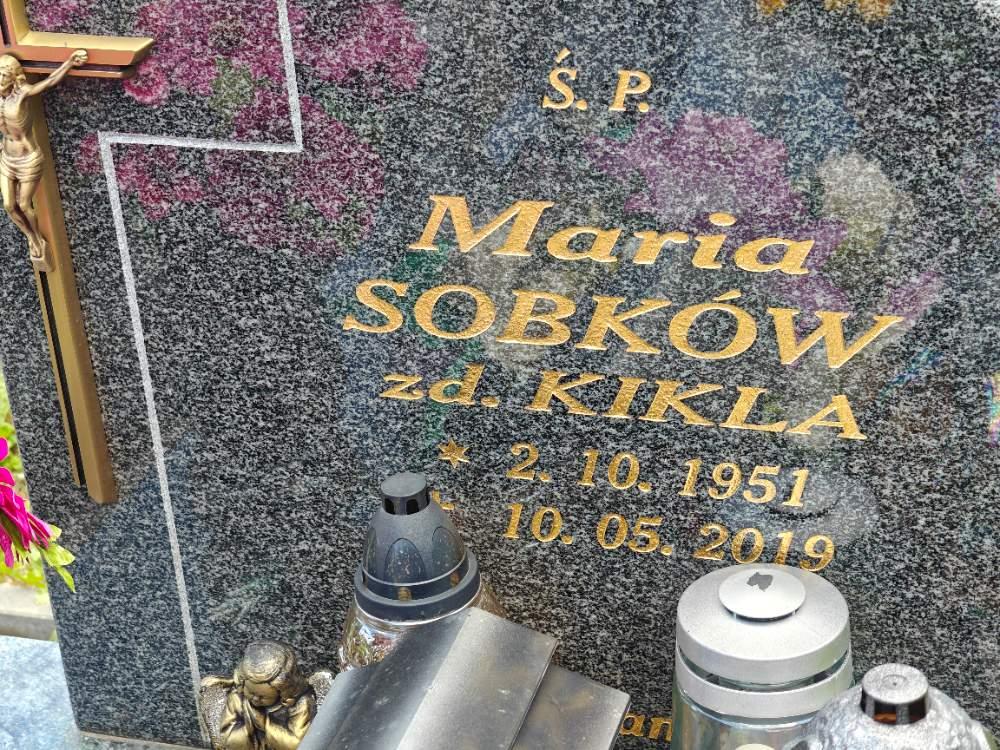 Ś. P.
Maria
SOBKÓW
zd. KIKLA
* 2. 10. 1951
10. 05. 2019